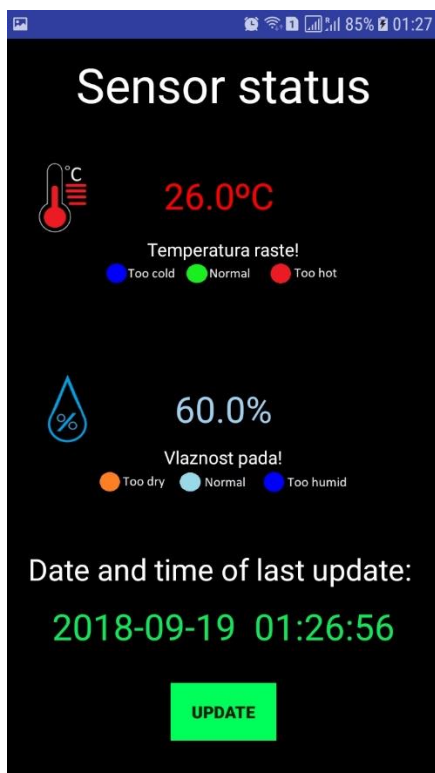 85% 01:27
Sensor status
°C
26.0ºC
Temperatura raste!
Too cold Normal Too hot
%
60.0%
Vlaznost pada!
Too dry Normal Too humid
Date and time of last update:
2018-09-19 01:26:56
UPDATE